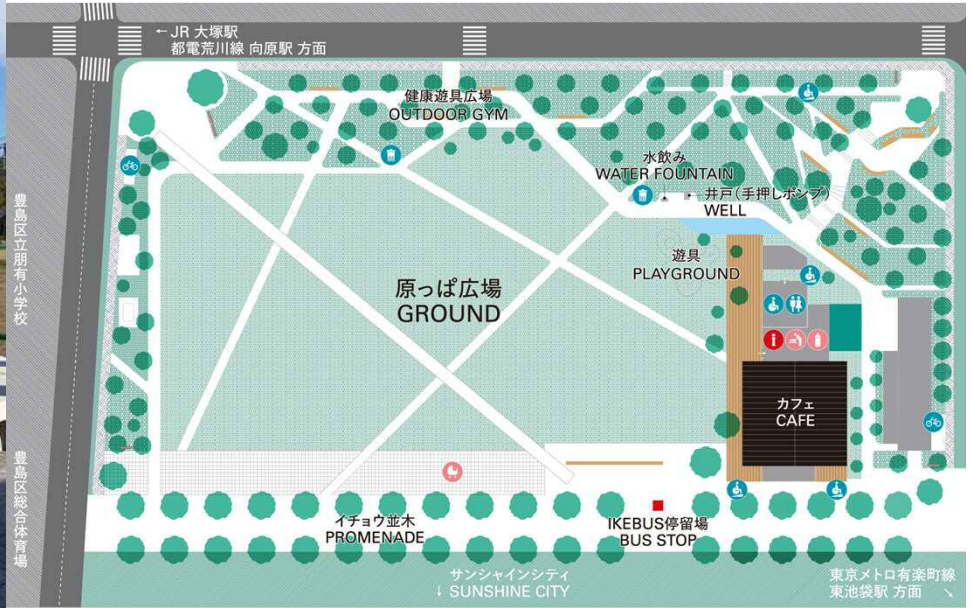 ←JR 大塚駅
都電荒川線 向原駅 方面
健康遊具広場
OUTDOOR GYM
水飲み
WATER FOUNTAIN
井戸(手押しポンプ)
WELL
遊具
PLAYGROUND
豊島区立朋有小学校
原っぱ広場
GROUND
カフェ
CAFE
豊島区総合体育場
イチョウ並木
PROMENADE
IKEBUS停留場
BUS STOP
サンシャインシティ
↓ SUNSHINE CITY
東京メトロ有楽町線
東池袋駅 方面 ↘